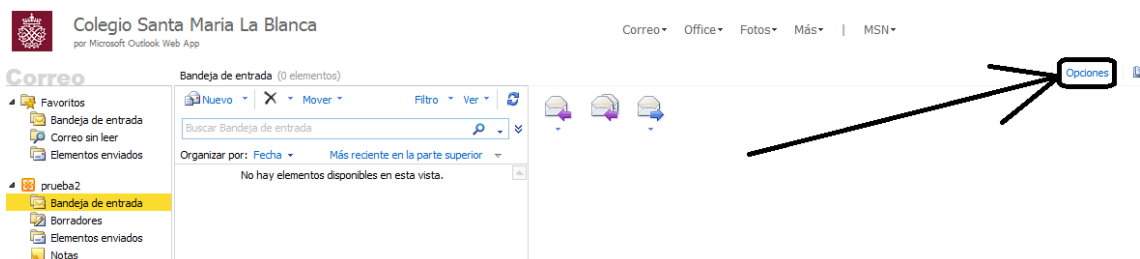 Colegio Santa Maria La Blanca
por Microsoft Outlook Web App
Correo Office Fotos Más | MSN
Correo
Bandeja de entrada (0 elementos)
Opciones
Favoritos
Bandeja de entrada
Correo sin leer
Elementos enviados
prueba2
Bandeja de entrada
Borradores
Elementos enviados
Notas
Nuevo Mover Filtro Ver
Buscar Bandeja de entrada
Organizar por: Fecha Más reciente en la parte superior
No hay elementos disponibles en esta vista.